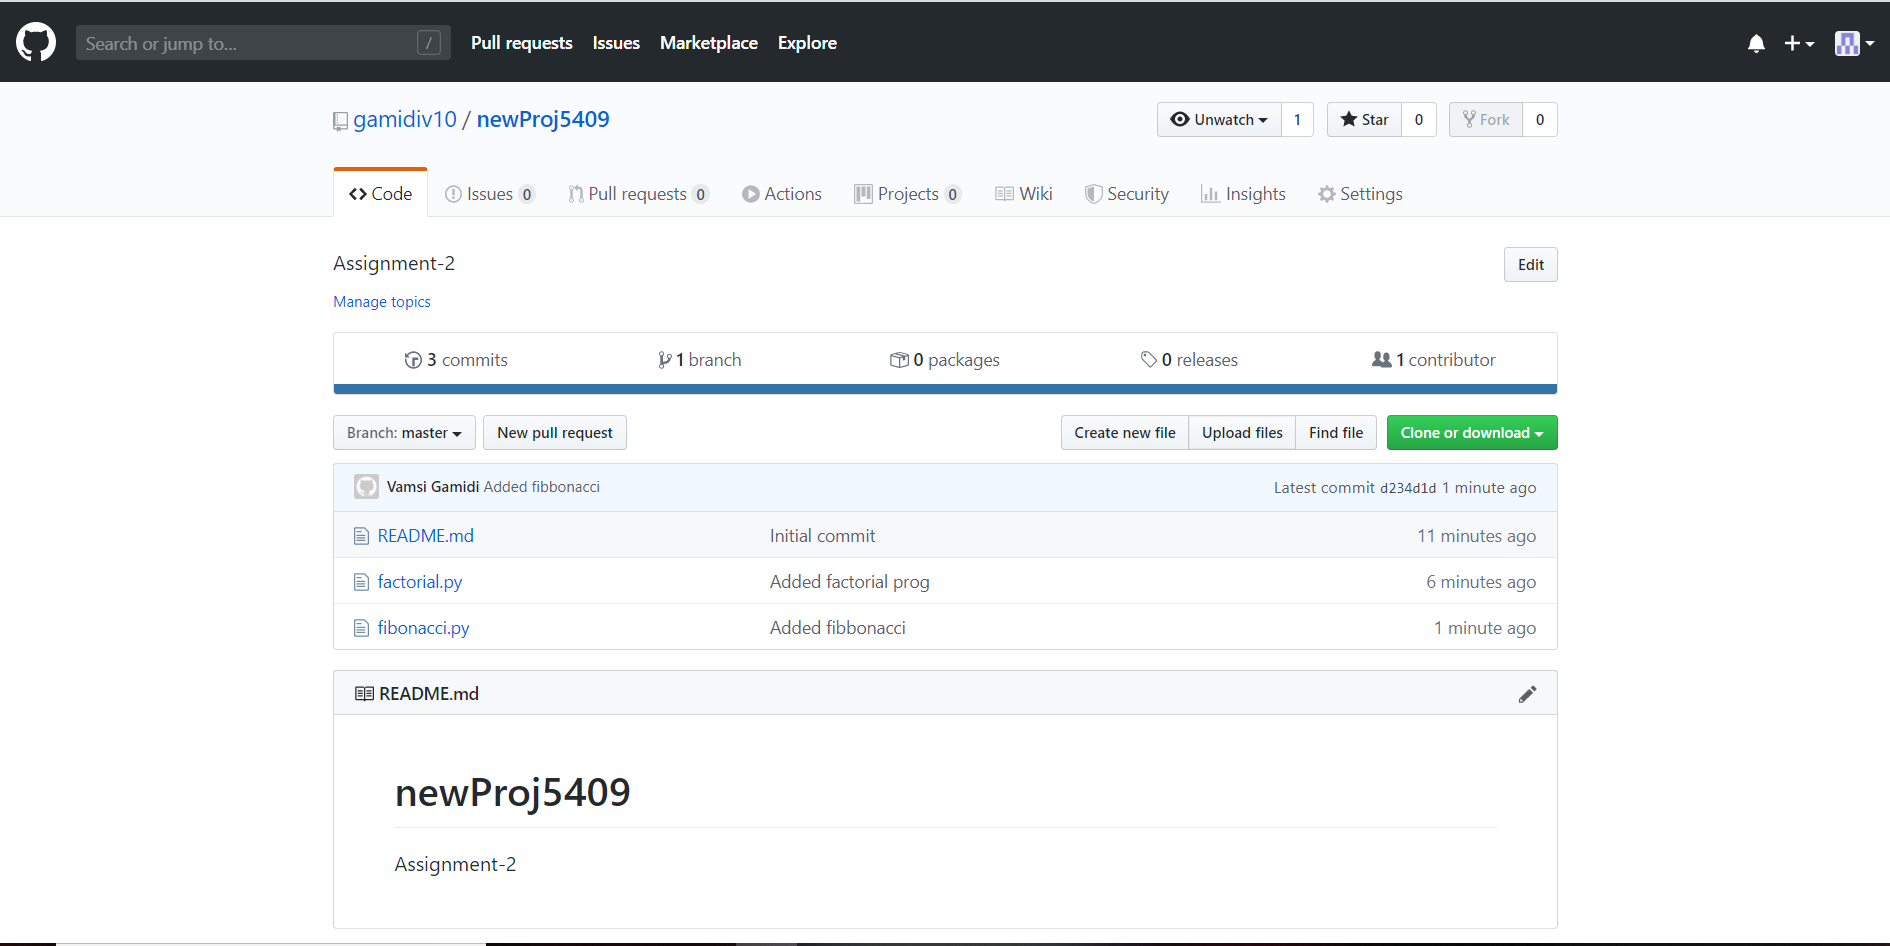 Search or jump to... /
Pull requests Issues Marketplace Explore
gamidiv10 / newProj5409
Unwatch 1 Star 0 Fork 0
Code Issues 0 Pull requests 0 Actions Projects 0 Wiki Security Insights Settings
Assignment-2
Edit
Manage topics
3 commits 1 branch 0 packages 0 releases 1 contributor
Branch: master New pull request Create new file Upload files Find file Clone or download
Vamsi Gamidi Added fibbonacci Latest commit d234d1d 1 minute ago
README.md Initial commit 11 minutes ago
factorial.py Added factorial prog 6 minutes ago
fibonacci.py Added fibbonacci 1 minute ago
README.md
newProj5409
Assignment-2